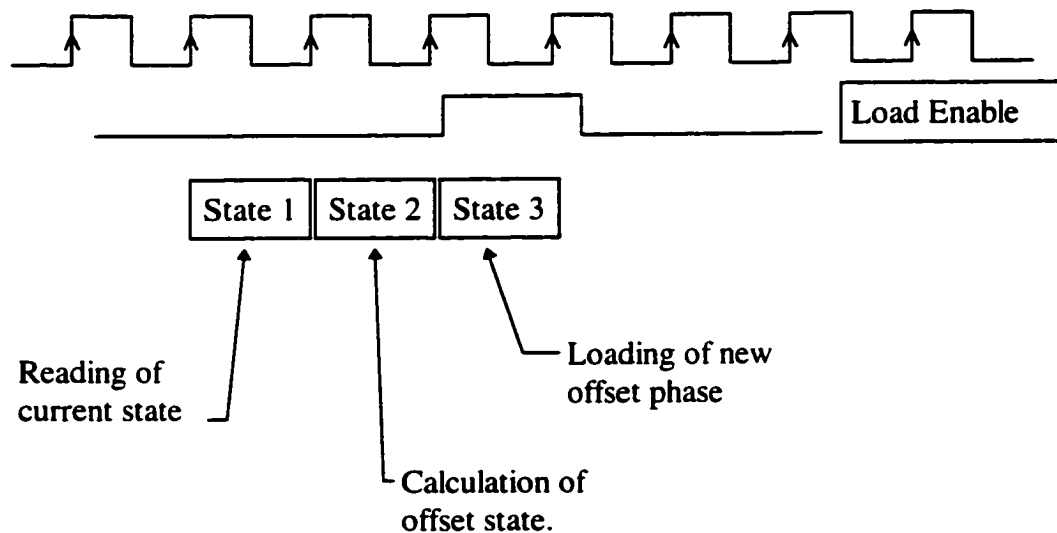 Load Enable
State 1
State 2
State 3
Reading of
current state
Loading of new
offset phase
Calculation of
offset state.